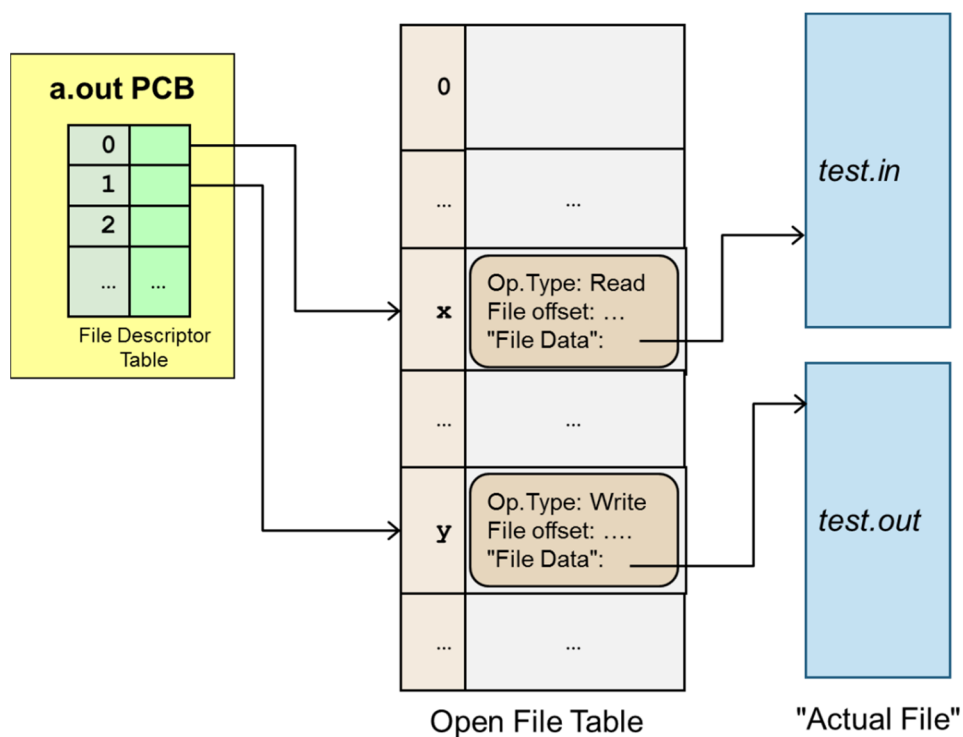 a.out PCB
0
1
2
... ...
File Descriptor
Table
0
... ...
x
Op.Type: Read
File offset: ...
"File Data":
... ...
y
Op.Type: Write
File offset: ....
"File Data":
... ...
Open File Table
test.in
test.out
"Actual File"